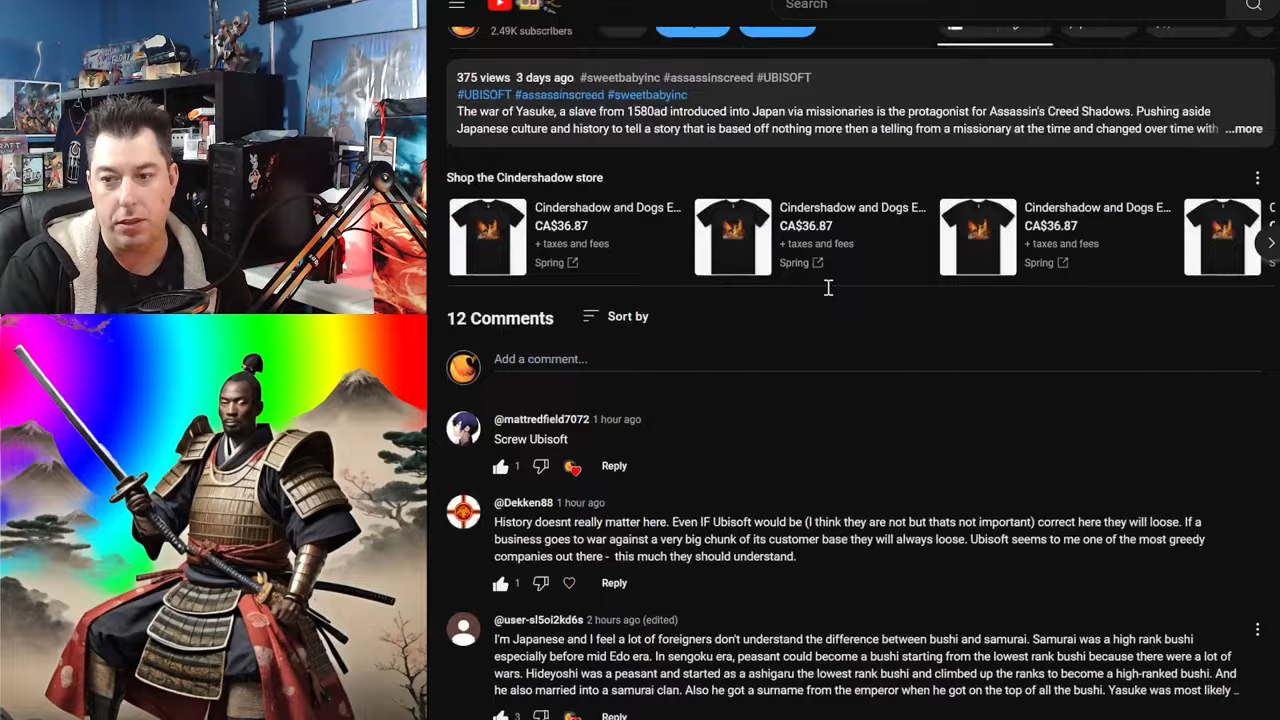 Search
2.49K subscribers
375 views 3 days ago #sweetbabyinc #assassinscreed #UBISOFT
#UBISOFT #assassinscreed #sweetbabyinc
The war of Yasuke, a slave from 1580ad introduced into Japan via missionaries is the protagonist for Assassin's Creed Shadows. Pushing aside
Japanese culture and history to tell a story that is based off nothing more then a telling from a missionary at the time and changed over time with ...more
Shop the Cindershadow store
Cindershadow and Dogs E...
CA$36.87
+ taxes and fees
Spring
Cindershadow and Dogs E...
CA$36.87
+ taxes and fees
Spring
Cindershadow and Dogs E...
CA$36.87
+ taxes and fees
Spring
12 Comments
Sort by
Add a comment...
@mattredfield7072 1 hour ago
Screw Ubisoft
1
Reply
@Dekken88 1 hour ago
History doesnt really matter here. Even IF Ubisoft would be (I think they are not but thats not important) correct here they will loose. If a
business goes to war against a very big chunk of its customer base they will always loose. Ubisoft seems to me one of the most greedy
companies out there - this much they should understand.
1
Reply
@user-sl5oi2kd6s 2 hours ago (edited)
I'm Japanese and I feel a lot of foreigners don't understand the difference between bushi and samurai. Samurai was a high rank bushi
especially before mid Edo era. In sengoku era, peasant could become a bushi starting from the lowest rank bushi because there were a lot of
wars. Hideyoshi was a peasant and started as a ashigaru the lowest rank bushi and climbed up the ranks to become a high-ranked bushi. And
he also married into a samurai clan. Also he got a surname from the emperor when he got on the top of all the bushi. Yasuke was most likely ..
3
Reply